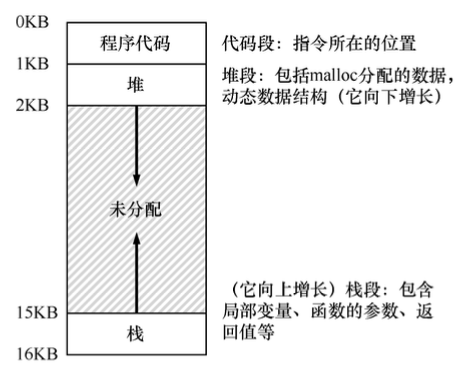 0KB
程序代码
代码段：指令所在的位置
1KB
堆
堆段：包括malloc分配的数据，
动态数据结构（它向下增长）
2KB
未分配
（它向上增长）栈段：包含
局部变量、函数的参数、返
回值等
15KB
栈
16KB